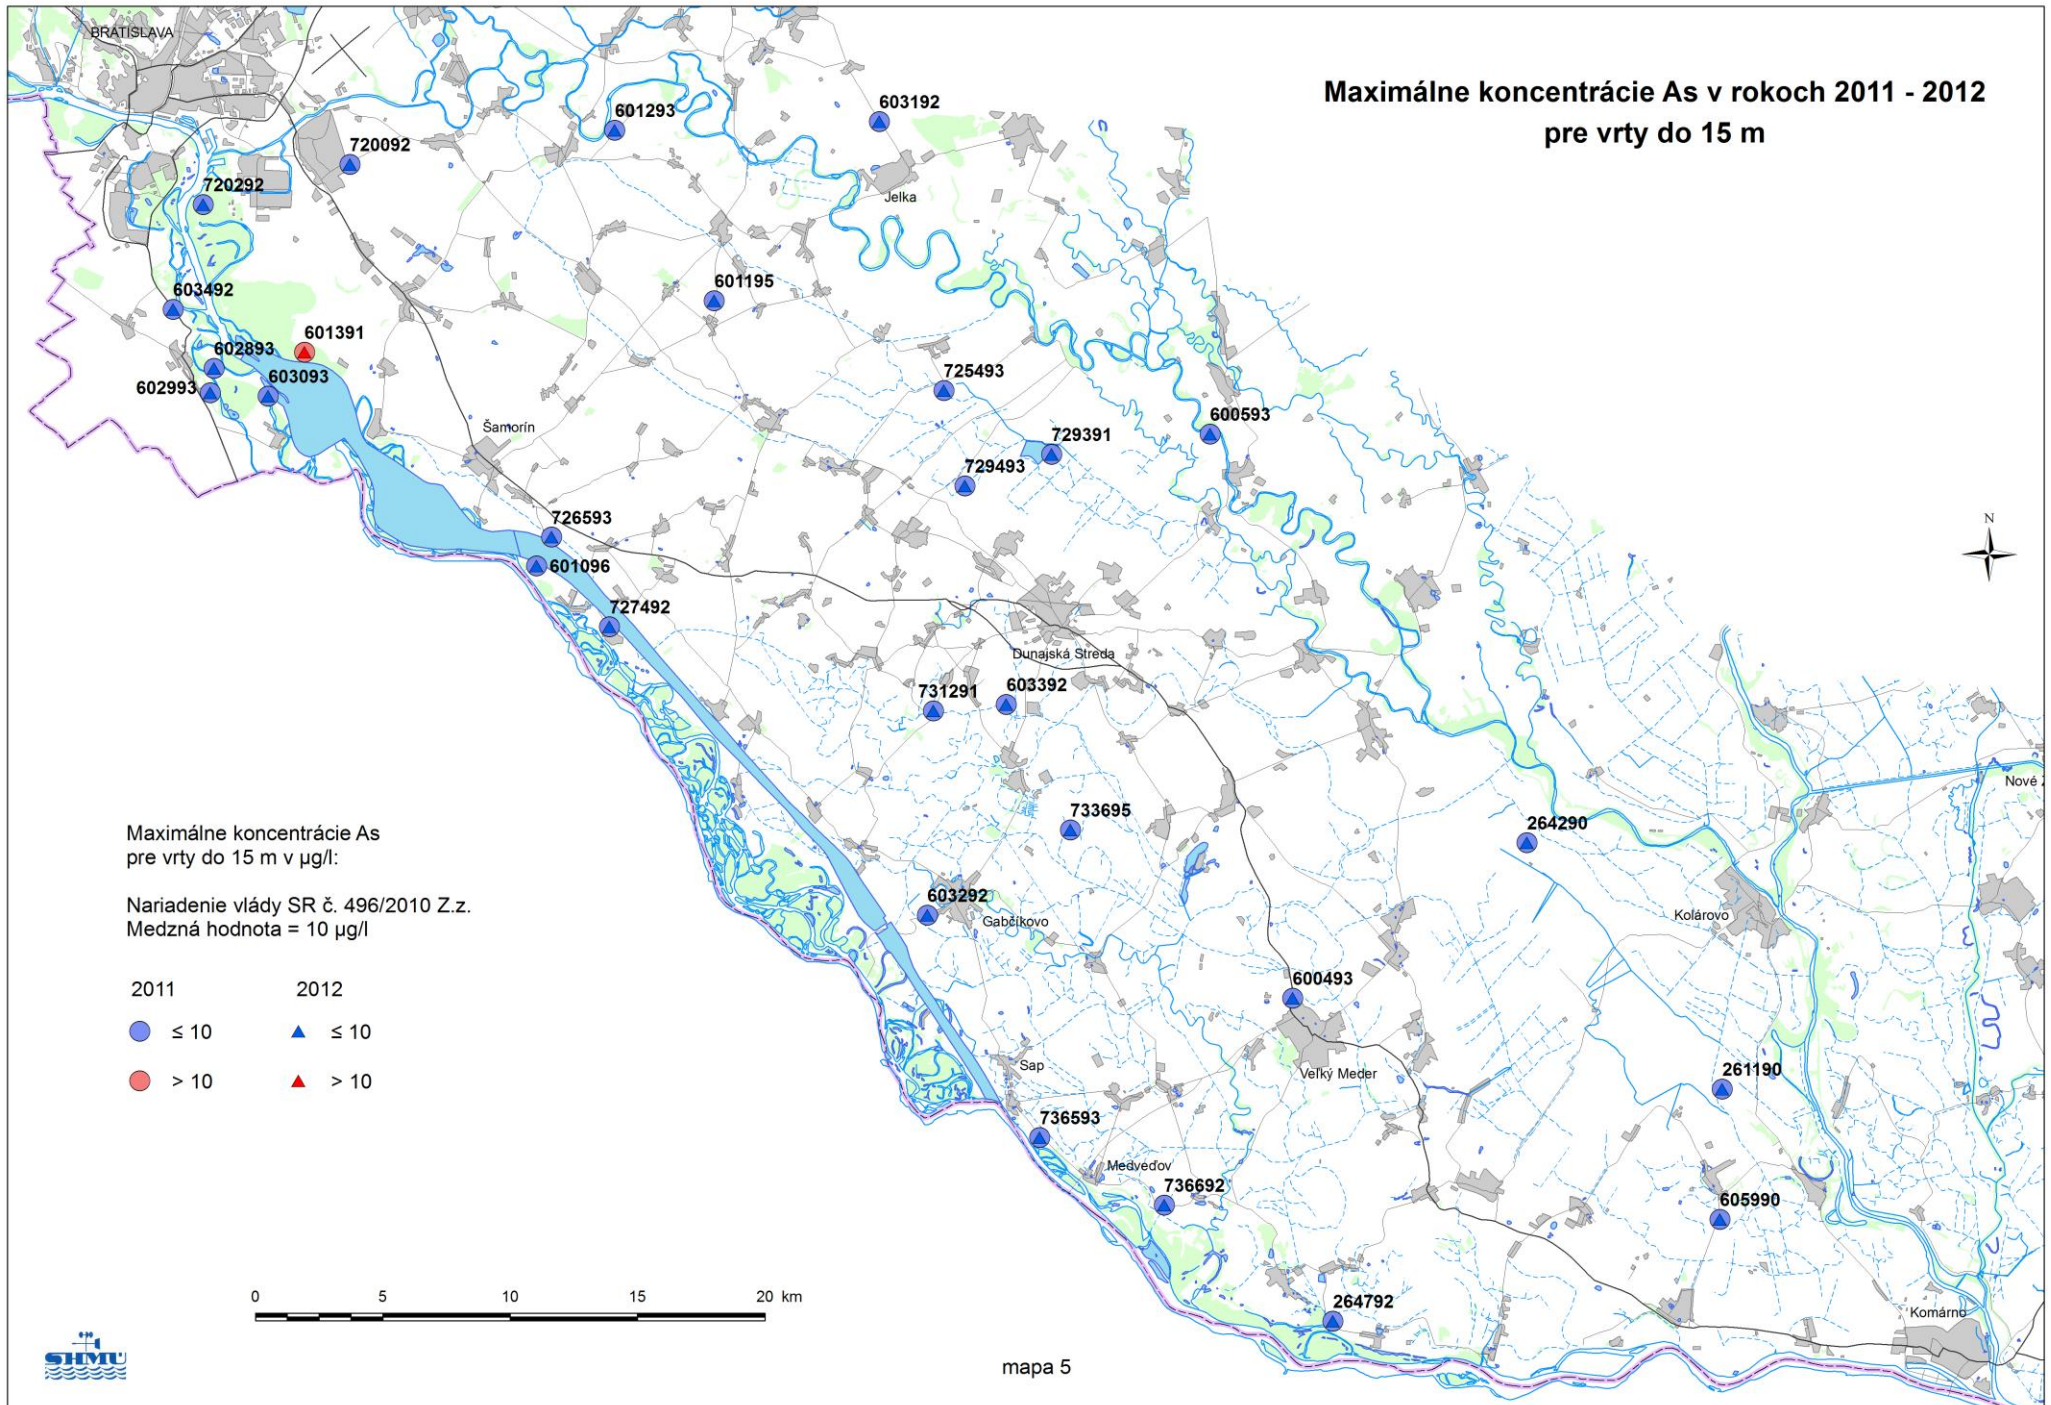 BRATISLAVA
Maximálne koncentrácie As v rokoch 2011 - 2012
pre vrty do 15 m
603192
601293
720092
Jelka
720292
601195
603492
601391
602893
603093
602993
725493
600593
Šamorín
729391
729493
N
726593
601096
727492
Dunajská Streda
603392
731291
Nové Z
733695
264290
Maximálne koncentrácie As
pre vrty do 15 m v µg/l:
Nariadenie vlády SR č. 496/2010 Z.z.
Medzná hodnota = 10 µg/l
603292
Gabčíkovo
Kolárovo
600493
2011 2012
≤ 10 ≤ 10
> 10 > 10
Sap
Veľký Meder
261190
736593
Medveďov
736692
605990
0 5 10 15 20 km
264792
Komárno
SHMÚ
mapa 5